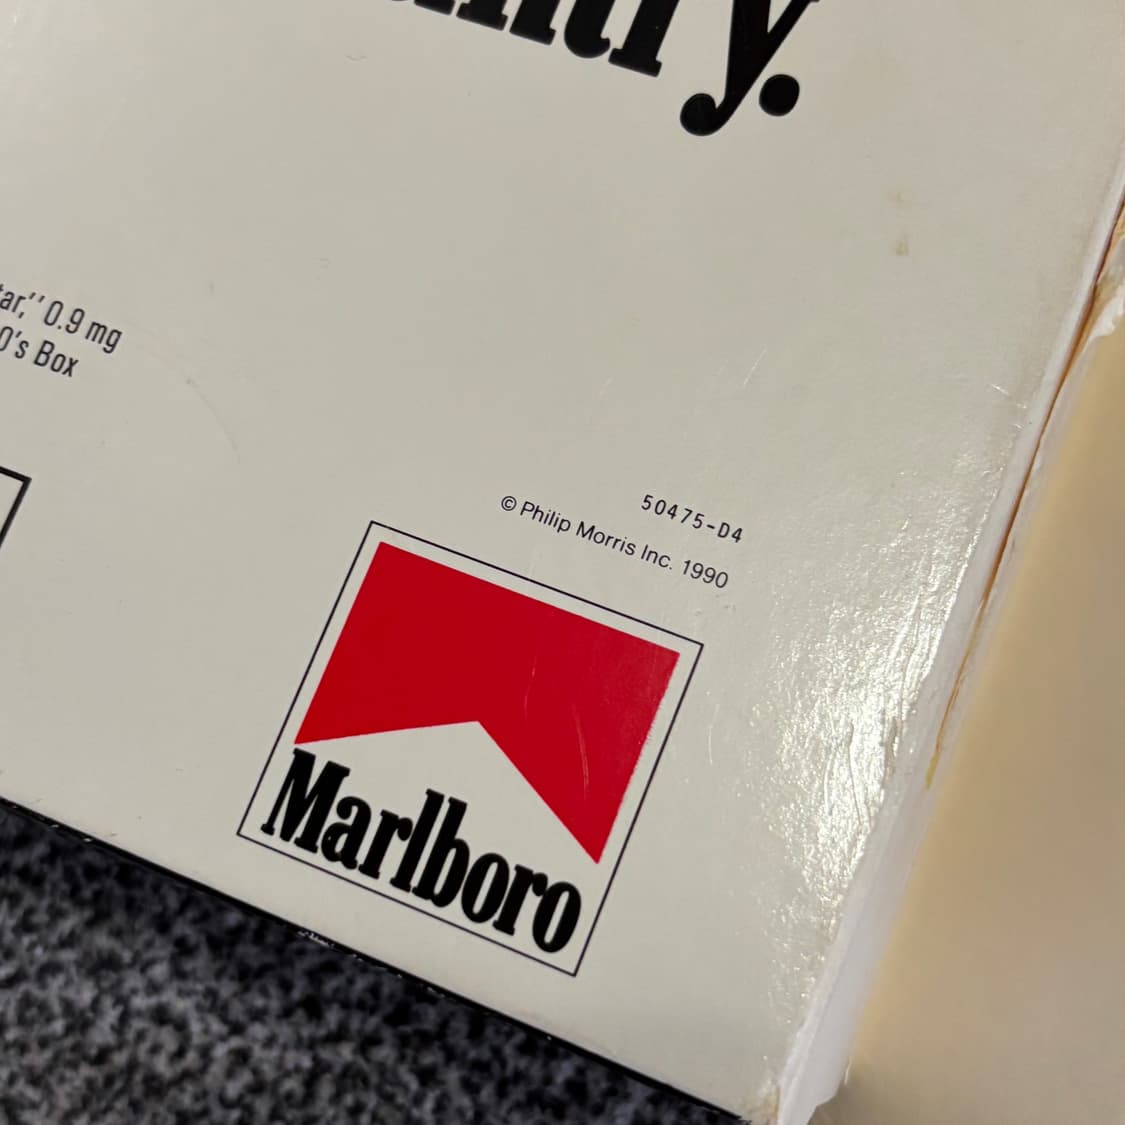 tar," 0.9 mg
0's Box
50475-D4
© Philip Morris Inc. 1990
Marlboro